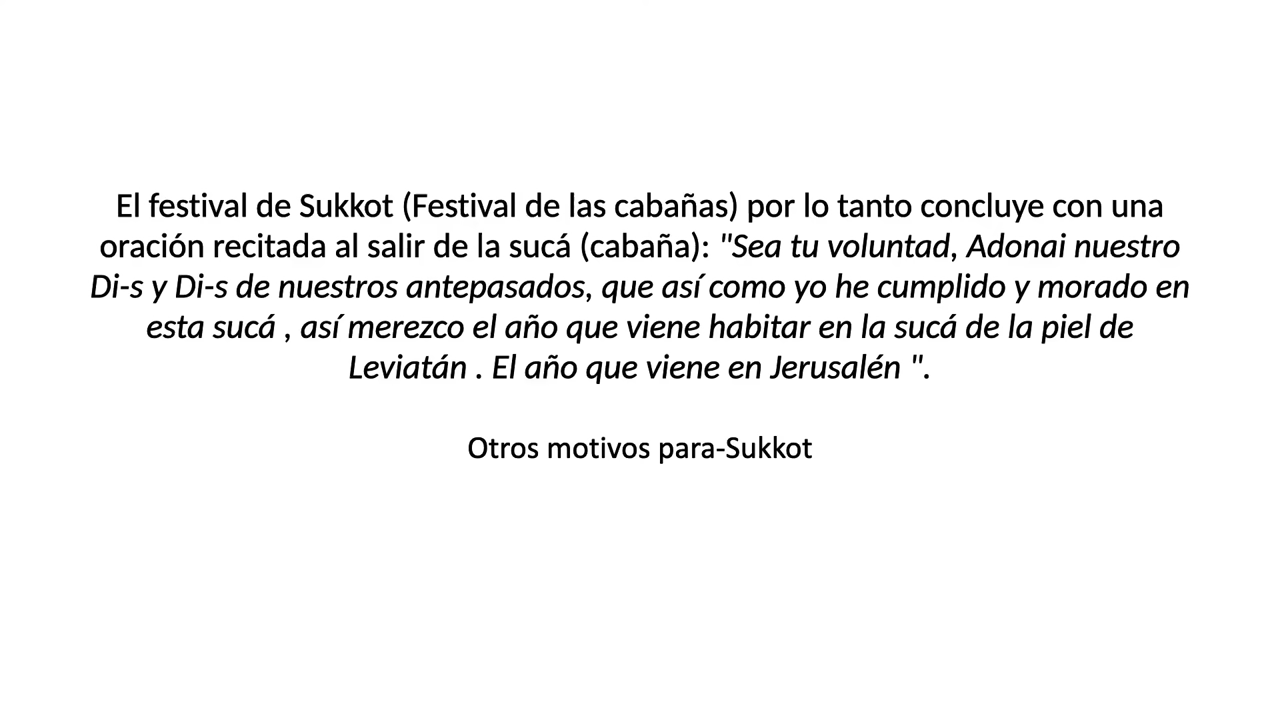 El festival de Sukkot (Festival de las cabañas) por lo tanto concluye con una
oración recitada al salir de la sucá (cabaña): "Sea tu voluntad, Adonai nuestro
Di-s y Di-s de nuestros antepasados, que así como yo he cumplido y morado en
esta sucá , así merezco el año que viene habitar en la sucá de la piel de
Leviatán . El año que viene en Jerusalén ".
Otros motivos para-Sukkot